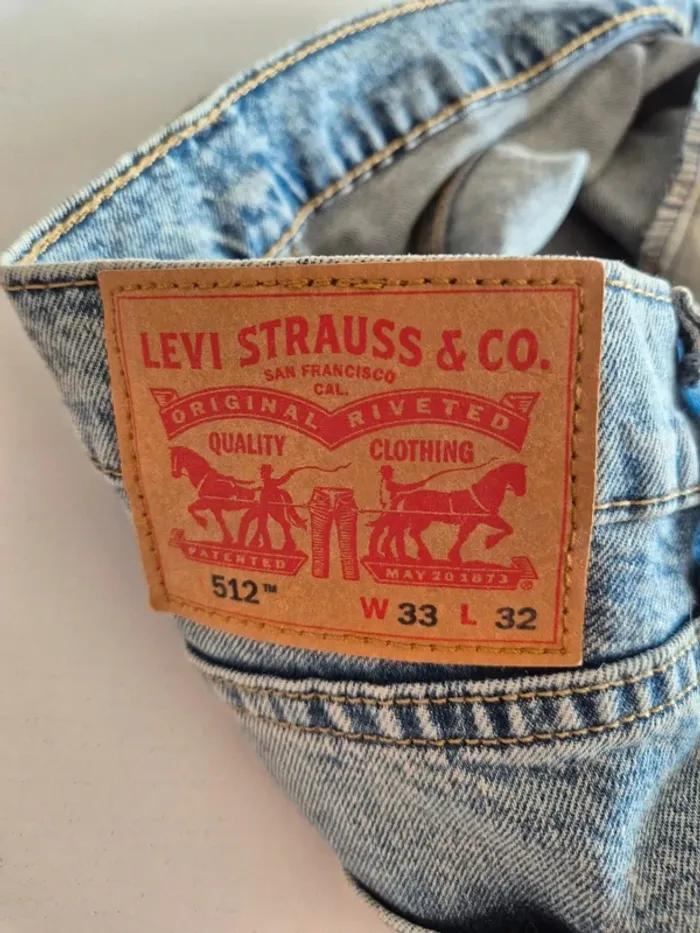 LEVI STRAUSS & CO.
SAN FRANCISCO
CAL.
ORIGINAL RIVETED
QUALITY CLOTHING
PATENTED MAY 20 1873 ®
512™ W 33 L 32